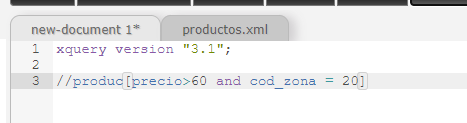 new-document 1* productos.xml
1 xquery version "3.1";
2
3 //produc[precio>60 and cod_zona = 20]